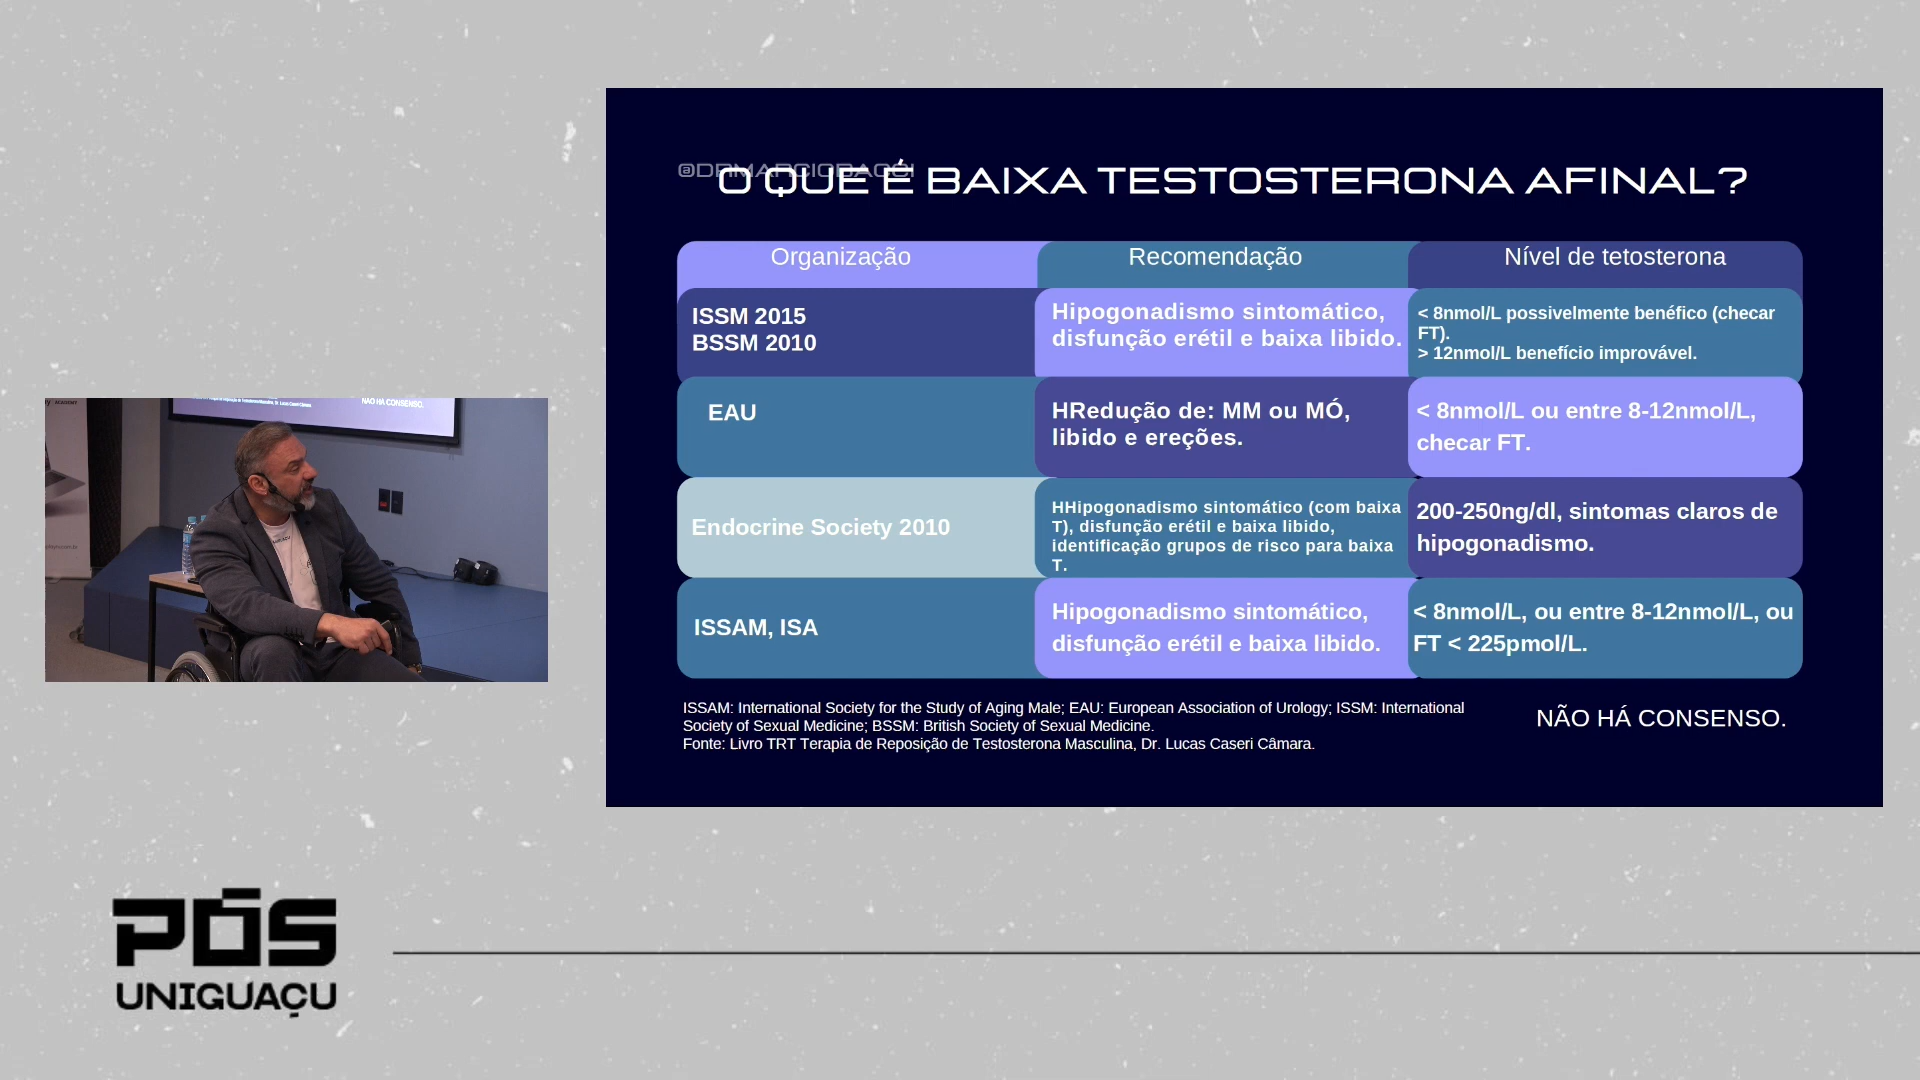 @DRMARCIOBACCI
O QUE É BAIXA TESTOSTERONA AFINAL?
Organização
Recomendação
Nível de tetosterona
ISSM 2015
BSSM 2010
Hipogonadismo sintomático,
disfunção erétil e baixa libido.
< 8nmol/L possivelmente benéfico (checar
FT).
> 12nmol/L benefício improvável.
EAU
HRedução de: MM ou MÓ,
libido e ereções.
< 8nmol/L ou entre 8-12nmol/L,
checar FT.
Endocrine Society 2010
HHipogonadismo sintomático (com baixa
T), disfunção erétil e baixa libido,
identificação grupos de risco para baixa
T.
200-250ng/dl, sintomas claros de
hipogonadismo.
ISSAM, ISA
Hipogonadismo sintomático,
disfunção erétil e baixa libido.
< 8nmol/L, ou entre 8-12nmol/L, ou
FT < 225pmol/L.
ISSAM: International Society for the Study of Aging Male; EAU: European Association of Urology; ISSM: International
Society of Sexual Medicine; BSSM: British Society of Sexual Medicine.
Fonte: Livro TRT Terapia de Reposição de Testosterona Masculina, Dr. Lucas Caseri Câmara.
NÃO HÁ CONSENSO.
NÃO HÁ CONSENSO.
PÓS
UNIGUAÇU